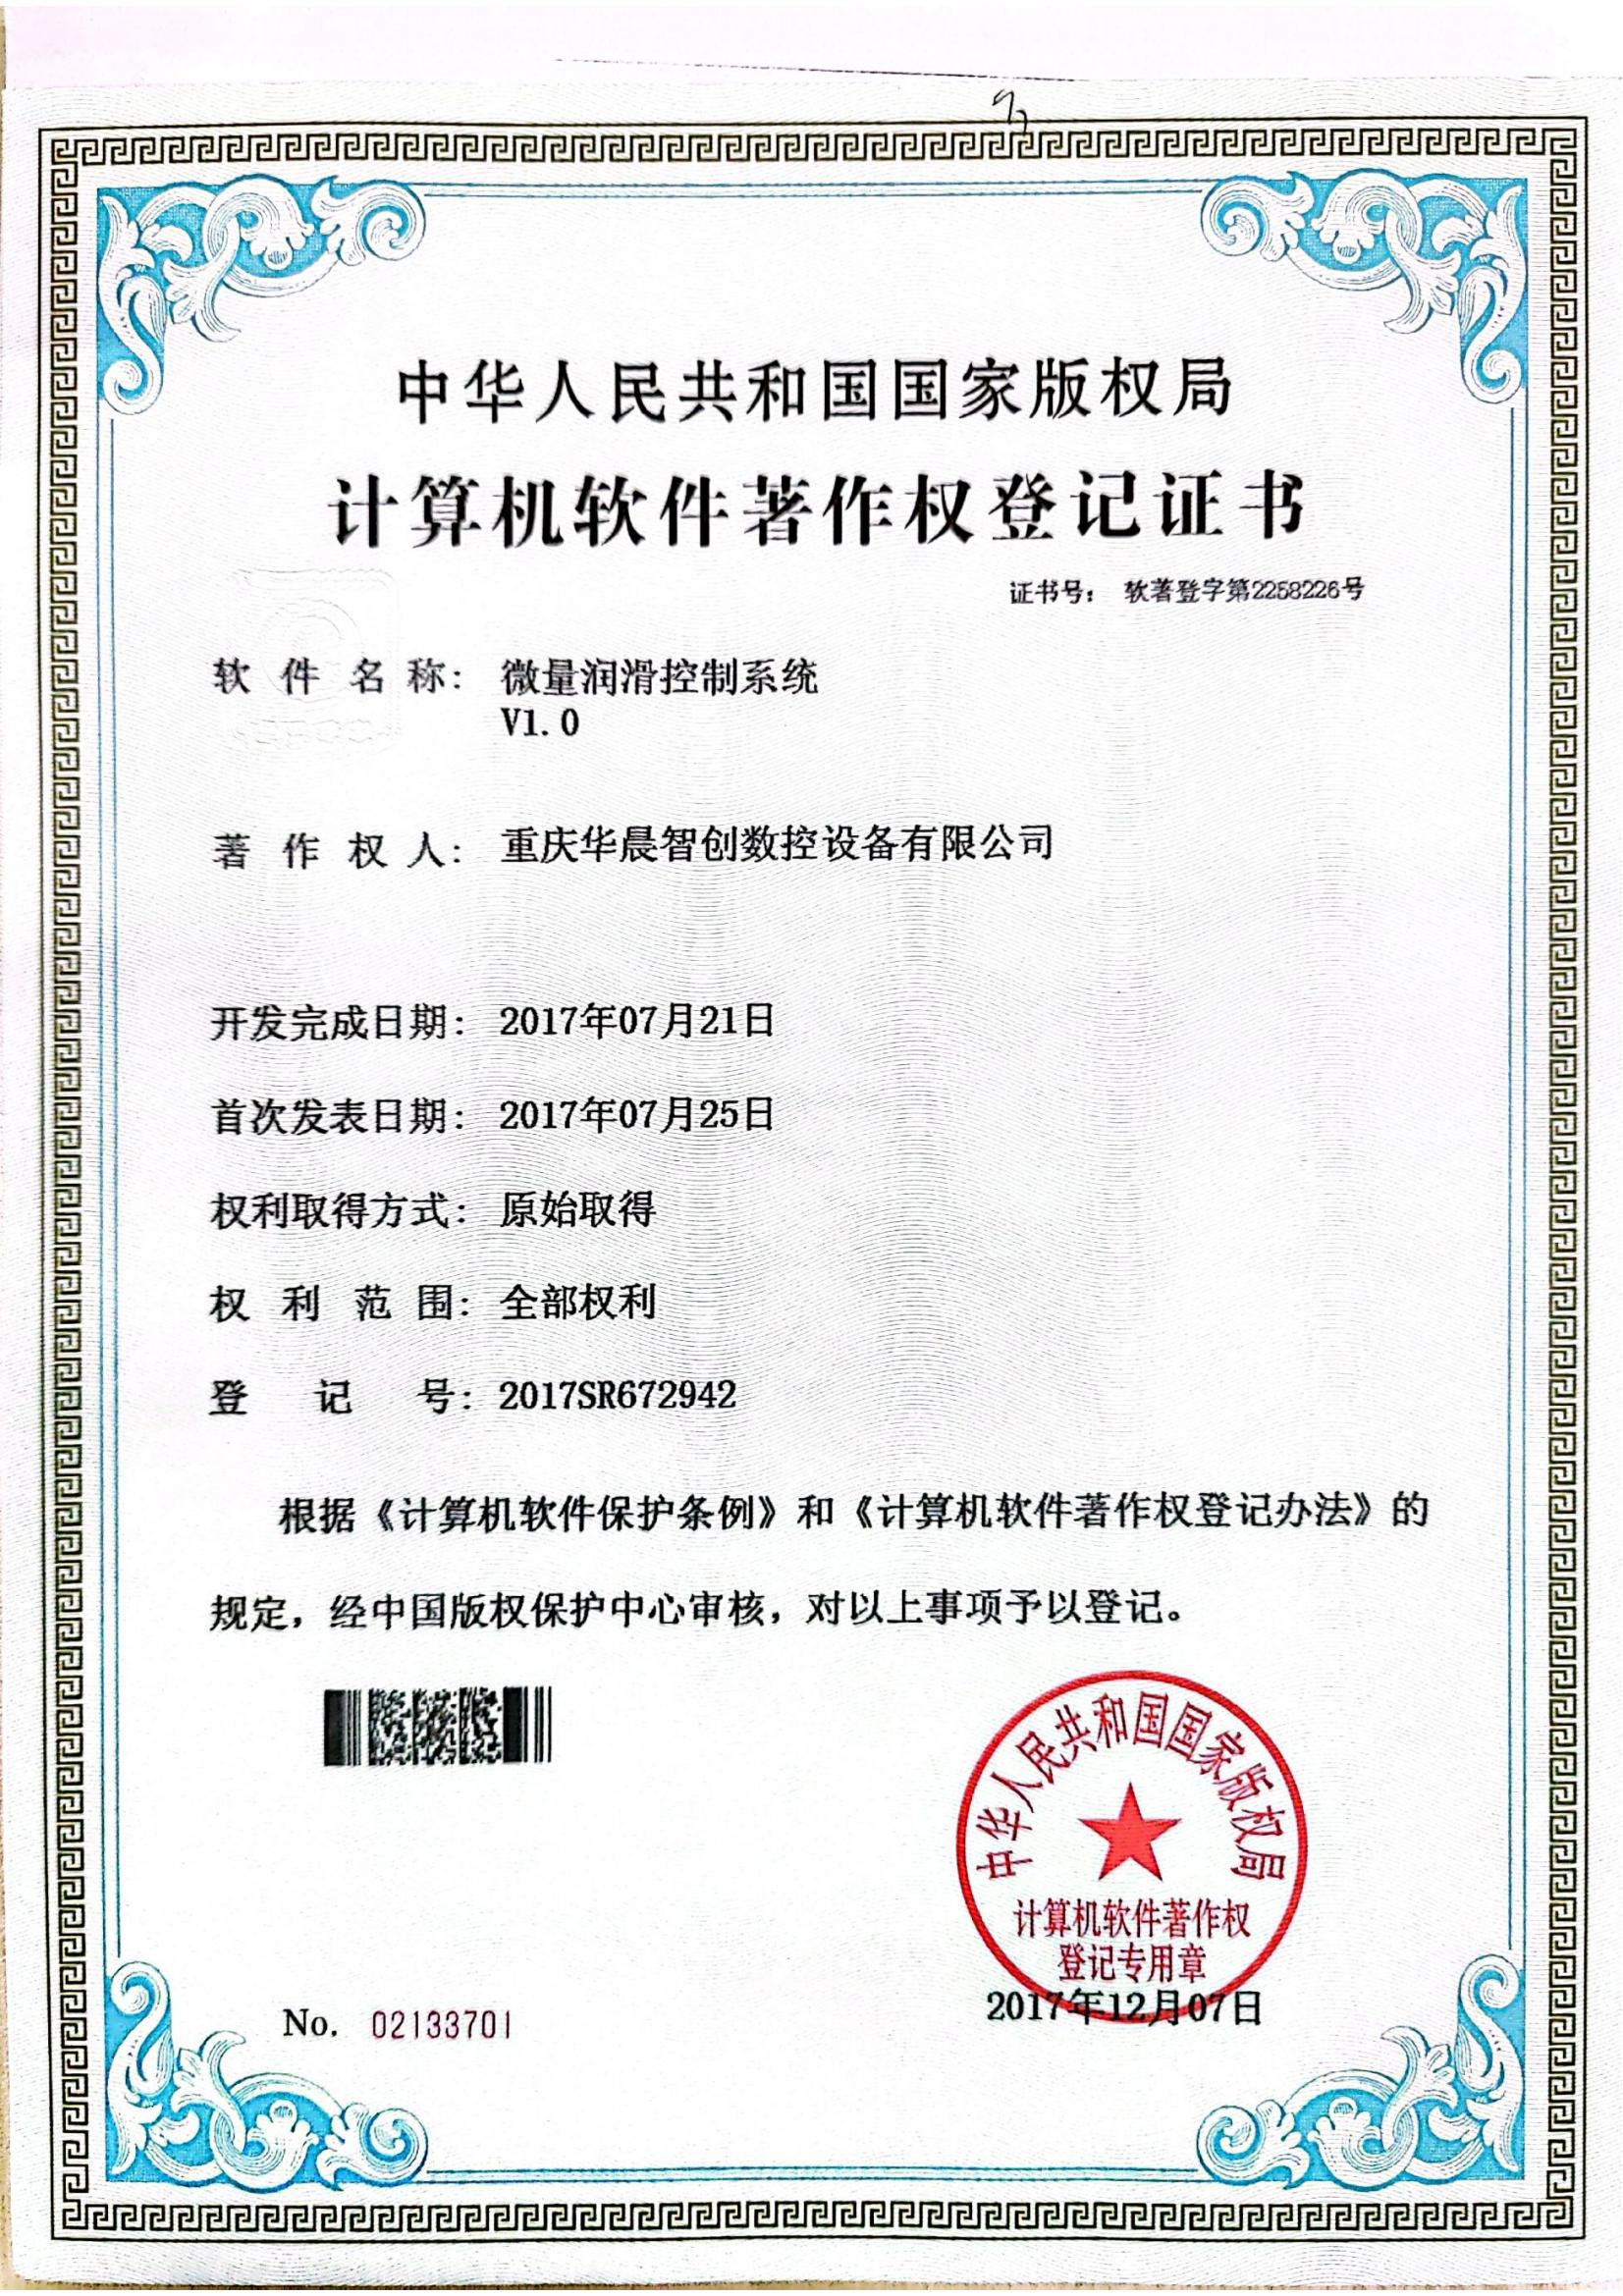 中华人民共和国国家版权局
计算机软件著作权登记证书
证书号： 软著登字第2258226号
软件名称： 微量润滑控制系统
V1.0
著作权人： 重庆华晨智创数控设备有限公司
开发完成日期： 2017年07月21日
首次发表日期： 2017年07月25日
权利取得方式： 原始取得
权利范围： 全部权利
登记号： 2017SR672942
根据《计算机软件保护条例》和《计算机软件著作权登记办法》的
规定，经中国版权保护中心审核，对以上事项予以登记。
中华人民共和国国家版权局
计算机软件著作权
登记专用章
2017年12月07日
No. 02133701